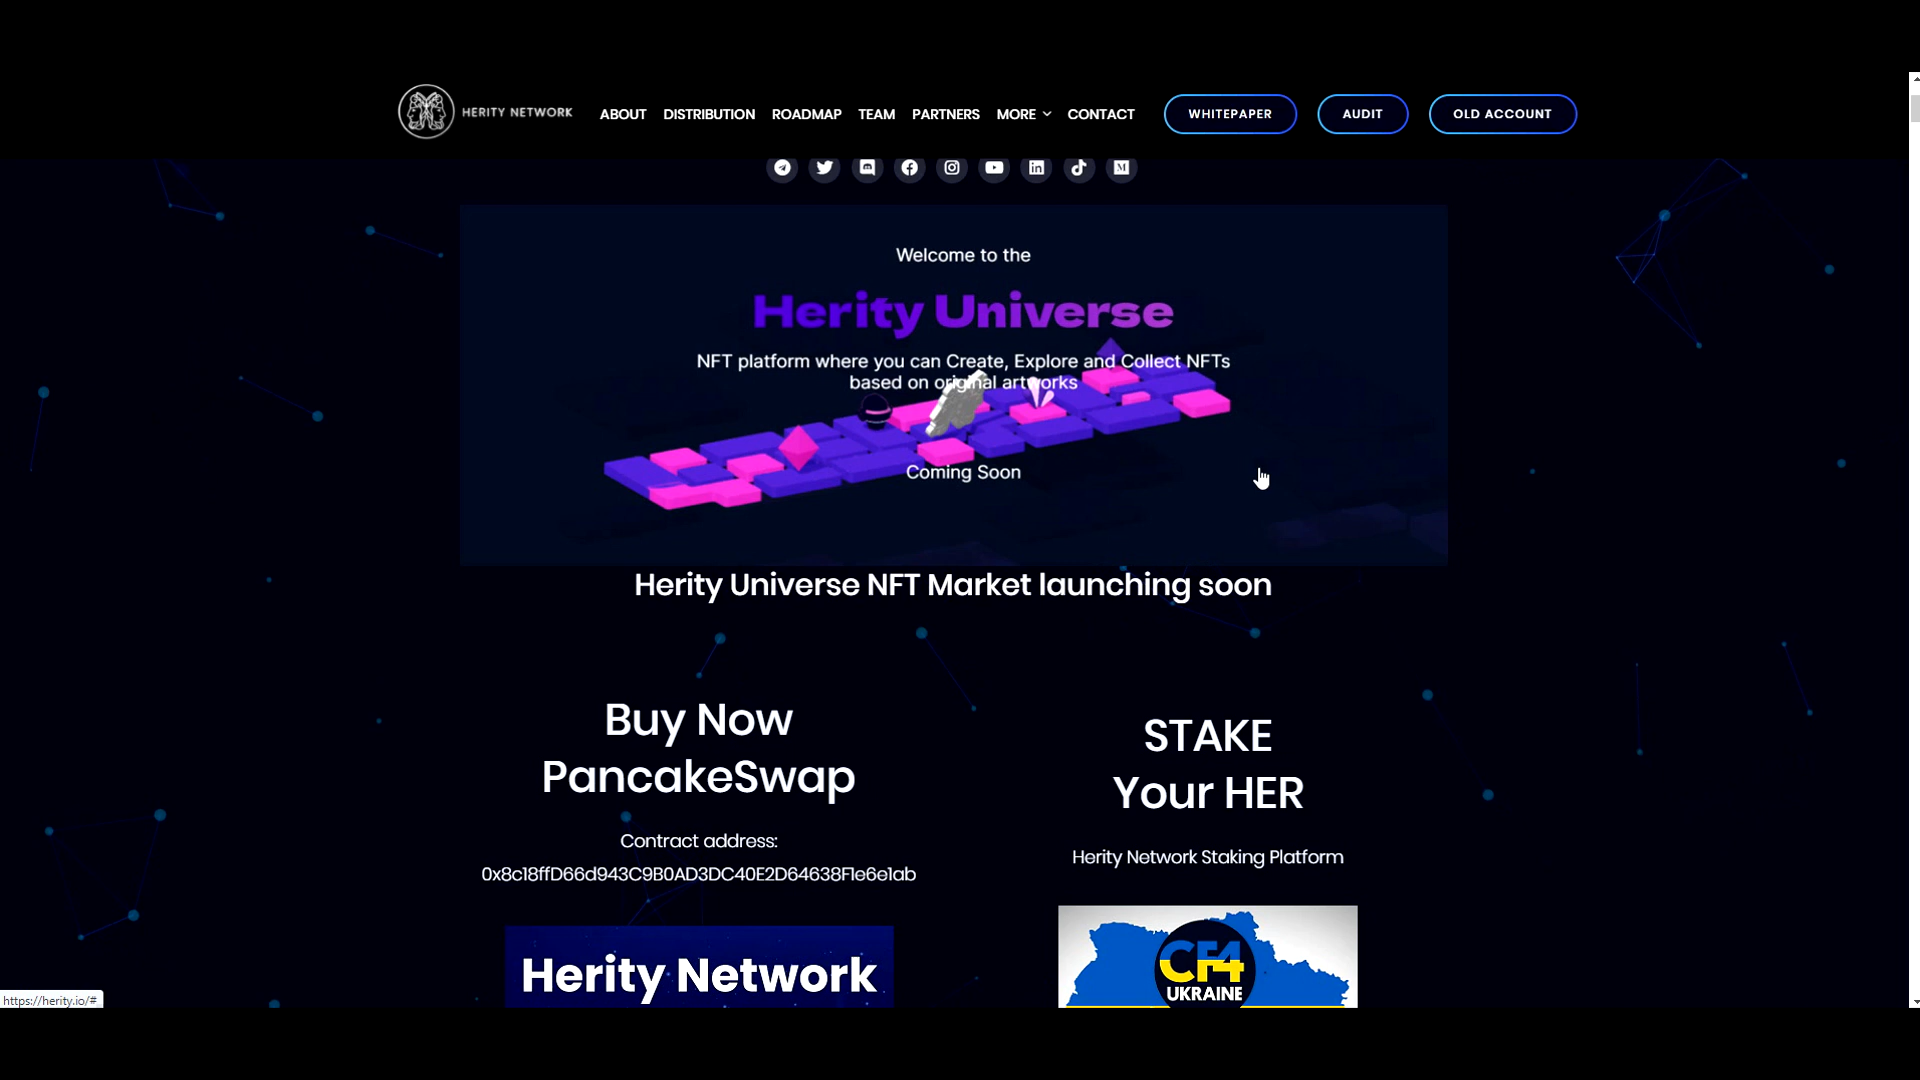 HERITY NETWORK
ABOUT
DISTRIBUTION
ROADMAP
TEAM
PARTNERS
MORE
CONTACT
WHITEPAPER
AUDIT
OLD ACCOUNT
Welcome to the
Herity Universe
NFT platform where you can Create, Explore and Collect NFTs
based on original artworks
Coming Soon
Herity Universe NFT Market launching soon
Buy Now
PancakeSwap
Contract address:
0x8c18ffD66d943C9B0AD3DC40E2D64638F1e6e1ab
Herity Network
STAKE
Your HER
Herity Network Staking Platform
CF4
UKRAINE
https://herity.io/#